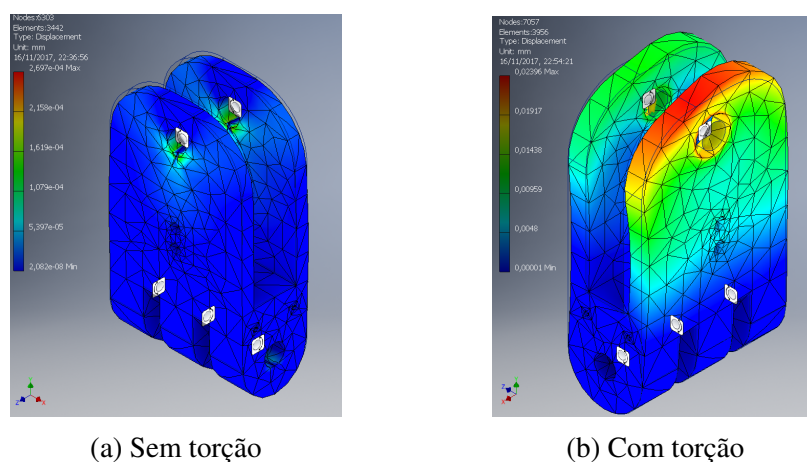 Nodes:6303
Elements:3442
Type: Displacement
Unit: mm
16/11/2017, 22:36:56
2,697e-04 Max
2,158e-04
1,619e-04
1,079e-04
5,397e-05
2,082e-08 Min
Y
Z
X
(a) Sem torção
Nodes:7057
Elements:3956
Type: Displacement
Unit: mm
16/11/2017, 22:54:21
0,02396 Max
0,01917
0,01438
0,00959
0,0048
0,00001 Min
Y
Z
X
(b) Com torção